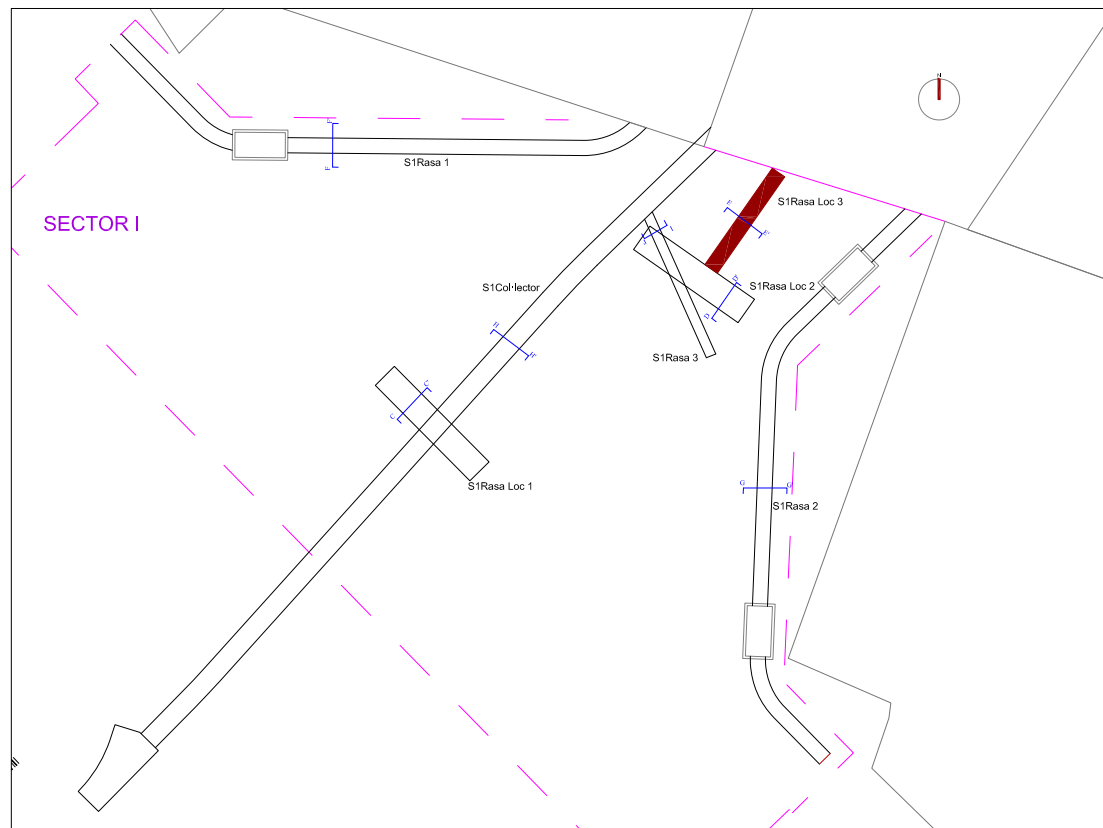 N
F'
F
S1Rasa 1
S1Rasa Loc 3
E
E'
SECTOR I
I
S1Col·lector
S1Rasa Loc 2
D'
D
H
H'
S1Rasa 3
C'
C
S1Rasa Loc 1
G
G'
S1Rasa 2